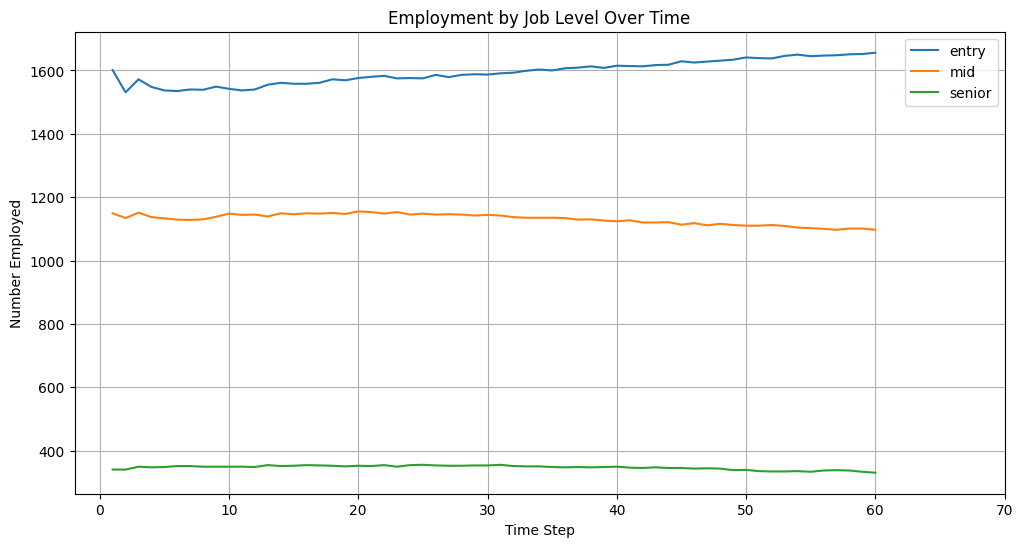 Employment by Job Level Over Time
entry
mid
senior
Number Employed
1600
1400
1200
1000
800
600
400
0 10 20 30 40 50 60 70
Time Step